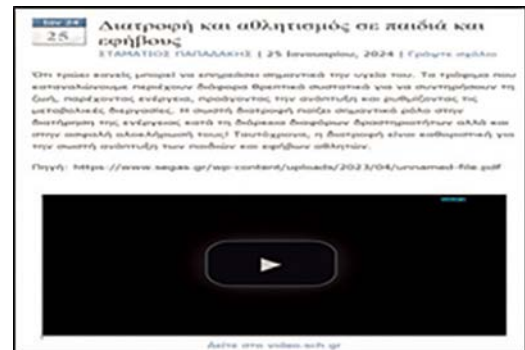 Ιαν 24
25
Διατροφή και αθλητισμός σε παιδιά και
εφήβους
ΣΤΑΜΑΤΙΟΣ ΠΑΠΑΔΑΚΗΣ | 25 Ιανουαρίου, 2024 | Γράψτε σχόλιο
Ότι τρώει κανείς μπορεί να επηρεάσει σημαντικά την υγεία του. Τα τρόφιμα που
καταναλώνουμε περιέχουν διάφορα θρεπτικά συστατικά για να συντηρήσουν τη
ζωή, παρέχοντας ενέργεια, προάγοντας την ανάπτυξη και ρυθμίζοντας τις
μεταβολικές διεργασίες. Η σωστή διατροφή παίζει σημαντικό ρόλο στην
διατήρηση της ενέργειας κατά τη διάρκεια διαφόρων δραστηριοτήτων αλλά και
στην ασφαλή ολοκλήρωσή τους! Ταυτόχρονα, η διατροφή είναι καθοριστική για
την σωστή ανάπτυξη των παιδιών και εφήβων αθλητών.
Πηγή: https://www.segas.gr/wp-content/uploads/2023/04/unnamed-file.pdf
Δείτε στο video.sch.gr